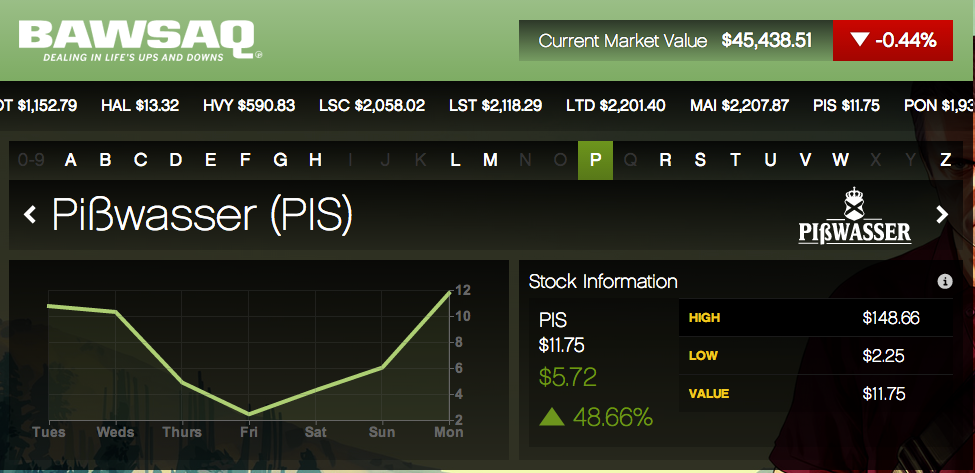 BAWSAQ
DEALING IN LIFE'S UPS AND DOWNS
Current Market Value $45,438.51 ▼ -0.44%
OT $1,152.79 HAL $13.32 HVY $590.83 LSC $2,058.02 LST $2,118.29 LTD $2,201.40 MAI $2,207.87 PIS $11.75 PON $1,93
0-9 A B C D E F G H I J K L M N O P Q R S T U V W X Y Z
Pißwasser (PIS)
PIßWASSER
12
10
8
6
4
2
Tues Weds Thurs Fri Sat Sun Mon
Stock Information
PIS
$11.75
$5.72
▲ 48.66%
HIGH $148.66
LOW $2.25
VALUE $11.75